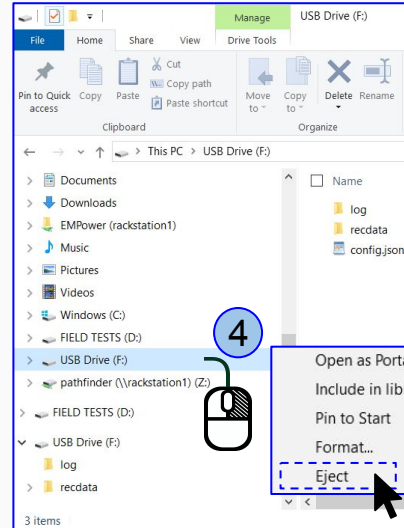 Manage
USB Drive (F:)
File
Home
Share
View
Drive Tools
Pin to Quick access
Copy
Paste
Cut
Copy path
Paste shortcut
Move to
Copy to
Delete
Rename
Clipboard
Organize
This PC > USB Drive (F:)
Documents
Downloads
EMPower (rackstation1)
Music
Pictures
Videos
Windows (C:)
FIELD TESTS (D:)
USB Drive (F:)
pathfinder (\\rackstation1) (Z:)
FIELD TESTS (D:)
USB Drive (F:)
log
recdata
3 items
Name
log
recdata
config.json
4
Open as Porta
Include in lib
Pin to Start
Format...
Eject